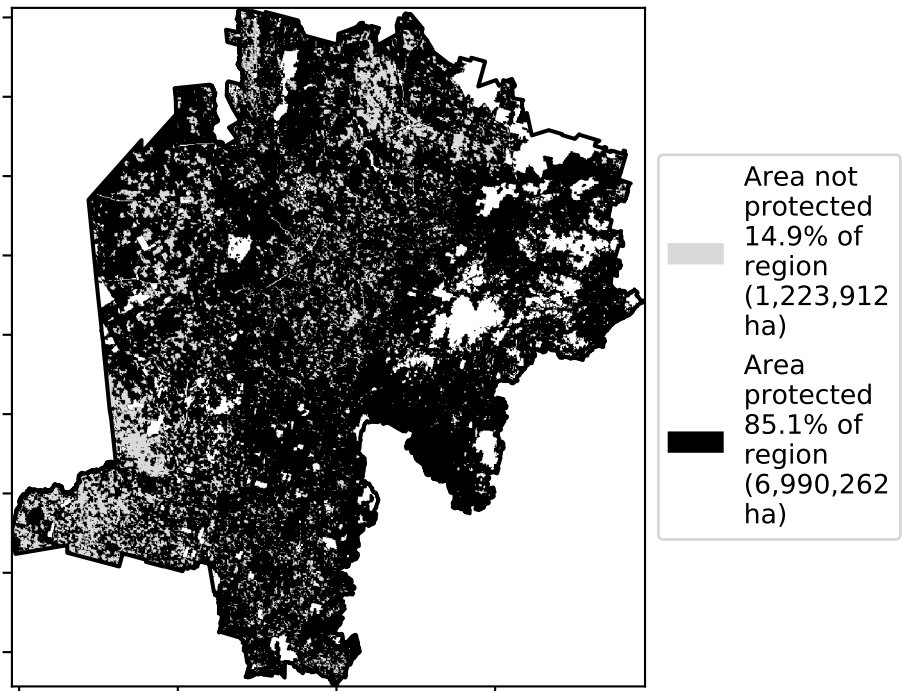 Area not
protected
14.9% of
region
(1,223,912
ha)
Area
protected
85.1% of
region
(6,990,262
ha)